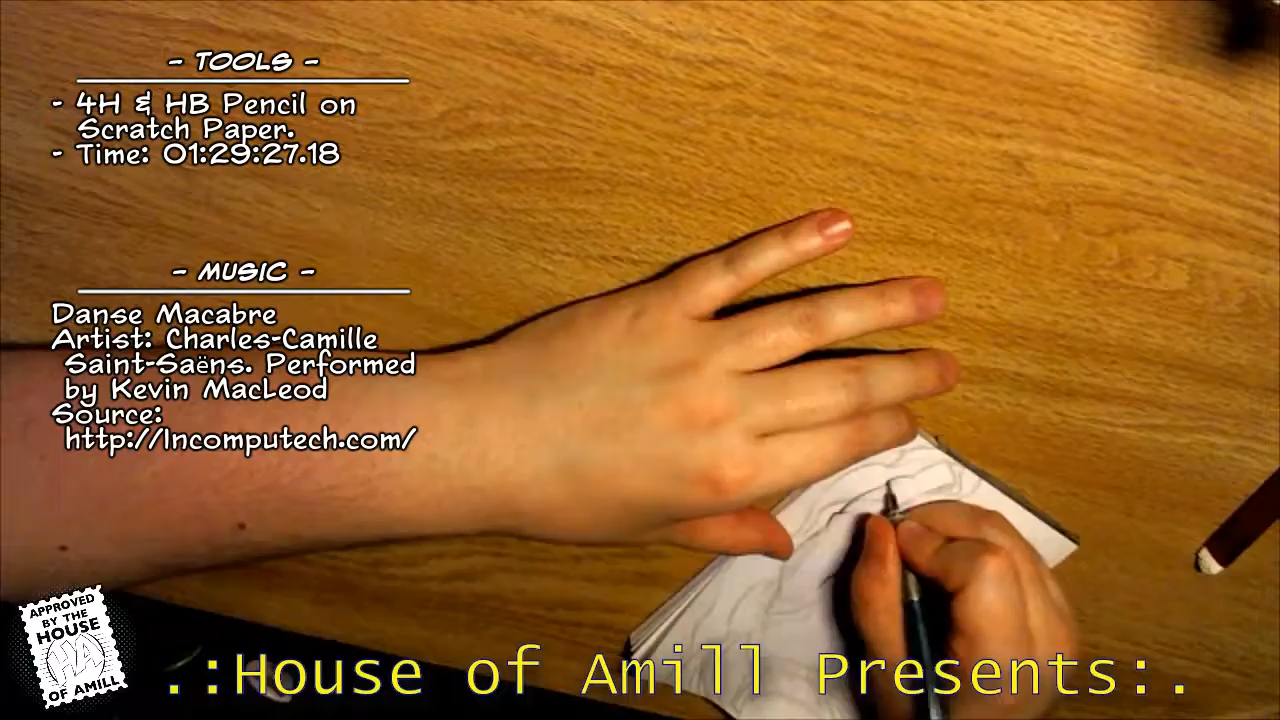 - TOOLS -
- 4H & HB Pencil on
Scratch Paper.
- Time: 01:29:27.18
- MUSIC -
Danse Macabre
Artist: Charles-Camille
Saint-Saëns. Performed
by Kevin MacLeod
Source:
http://Incomputech.com/
APPROVED
BY THE
HOUSE
HA
OF AMILL
.:House of Amill Presents:.